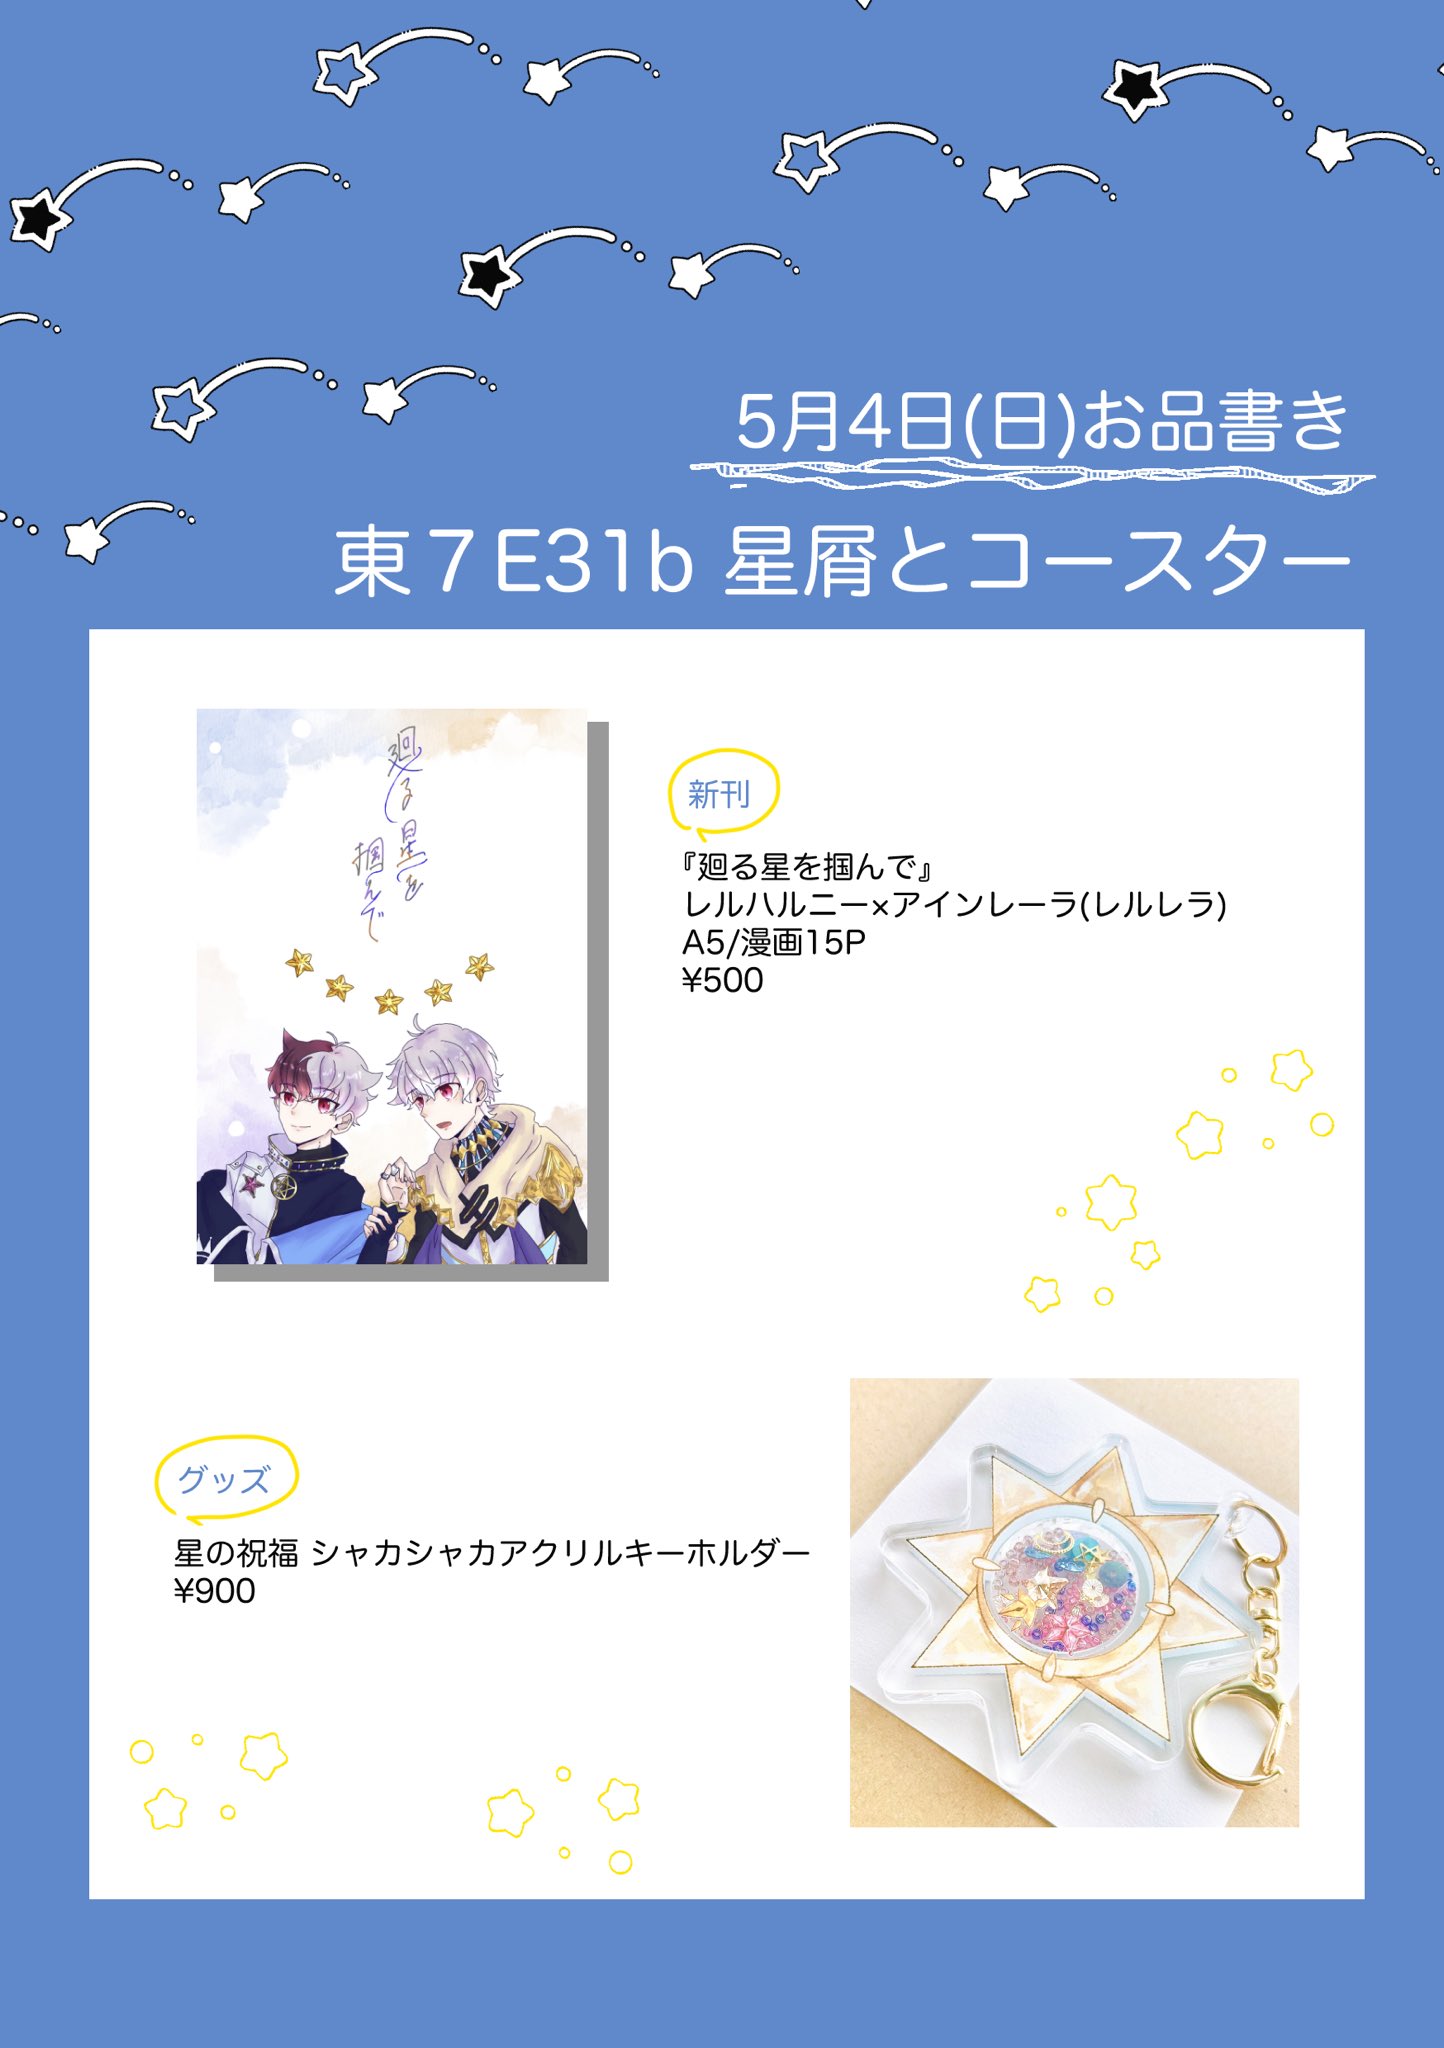 5月4日(日)お品書き
東７E31b 星屑とコースター
廻る星を
掴んで
新刊
『廻る星を掴んで』
レルハルニー×アインレーラ(レルレラ)
A5/漫画15P
¥500
グッズ
星の祝福 シャカシャカアクリルキーホルダー
¥900